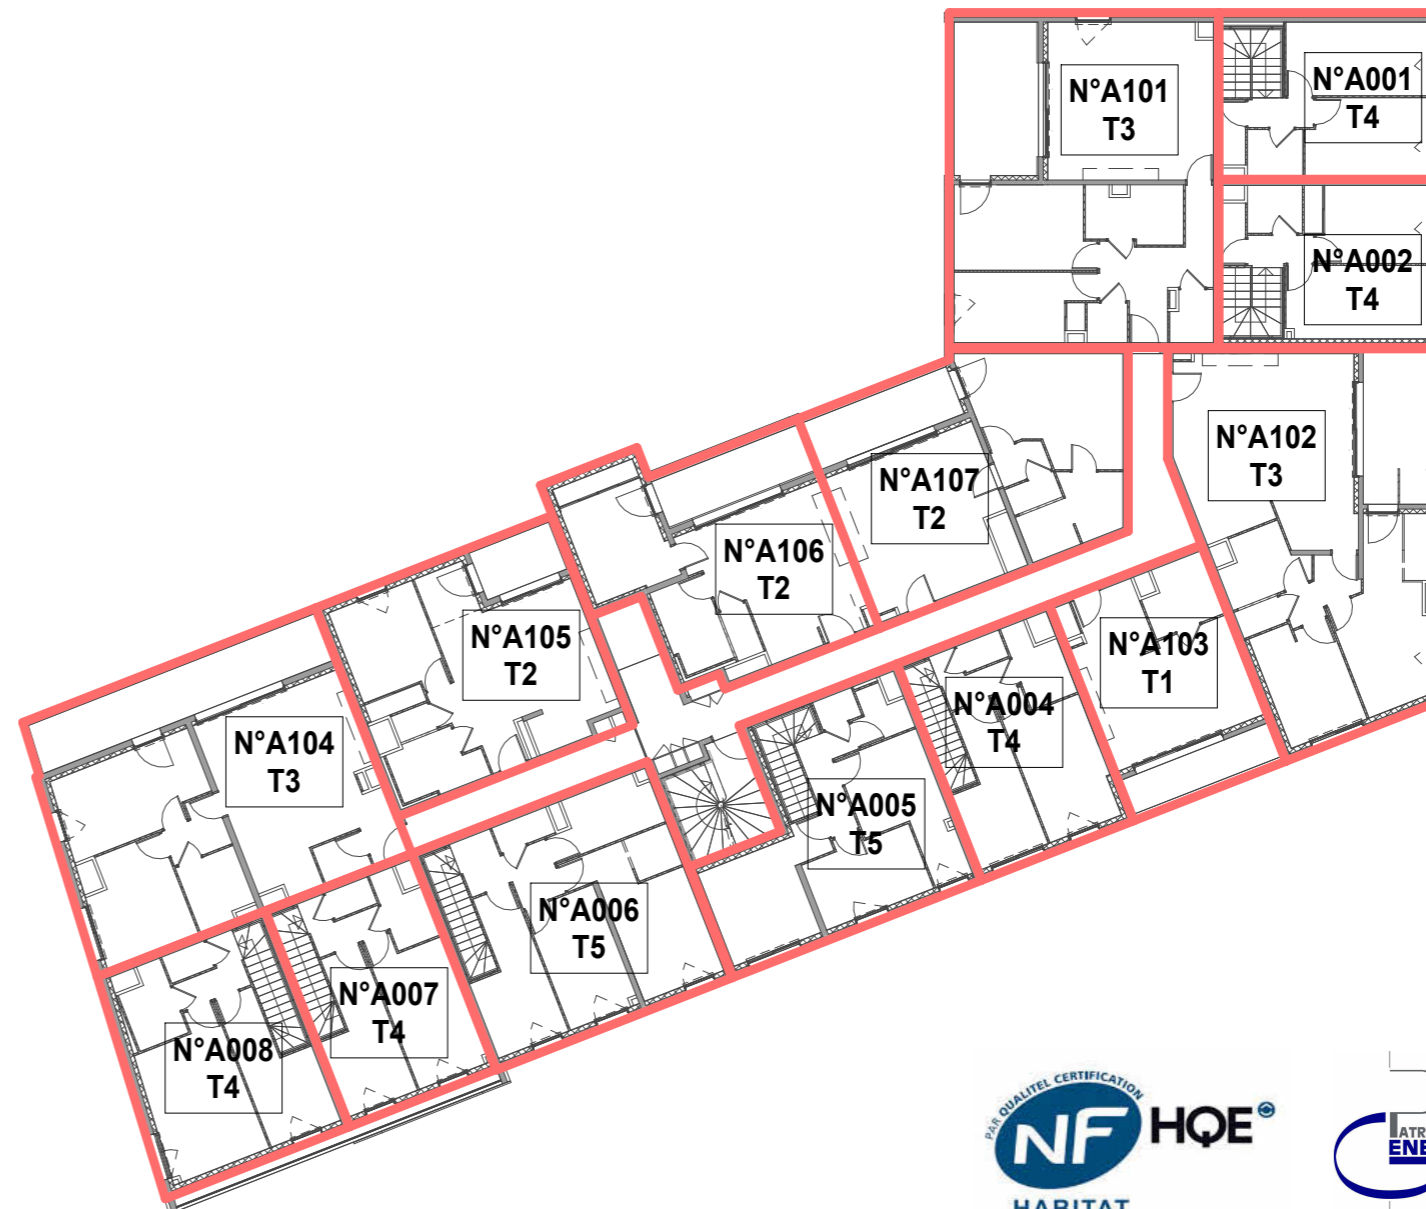 N°A101
T3
N°A001
T4
N°A002
T4
N°A102
T3
N°A107
T2
N°A106
T2
N°A105
T2
N°A103
T1
N°A004
T4
N°A104
T3
N°A005
T5
N°A006
T5
N°A007
T4
N°A008
T4
PAR QUALITEL CERTIFICATION
NF HQE
HABITAT